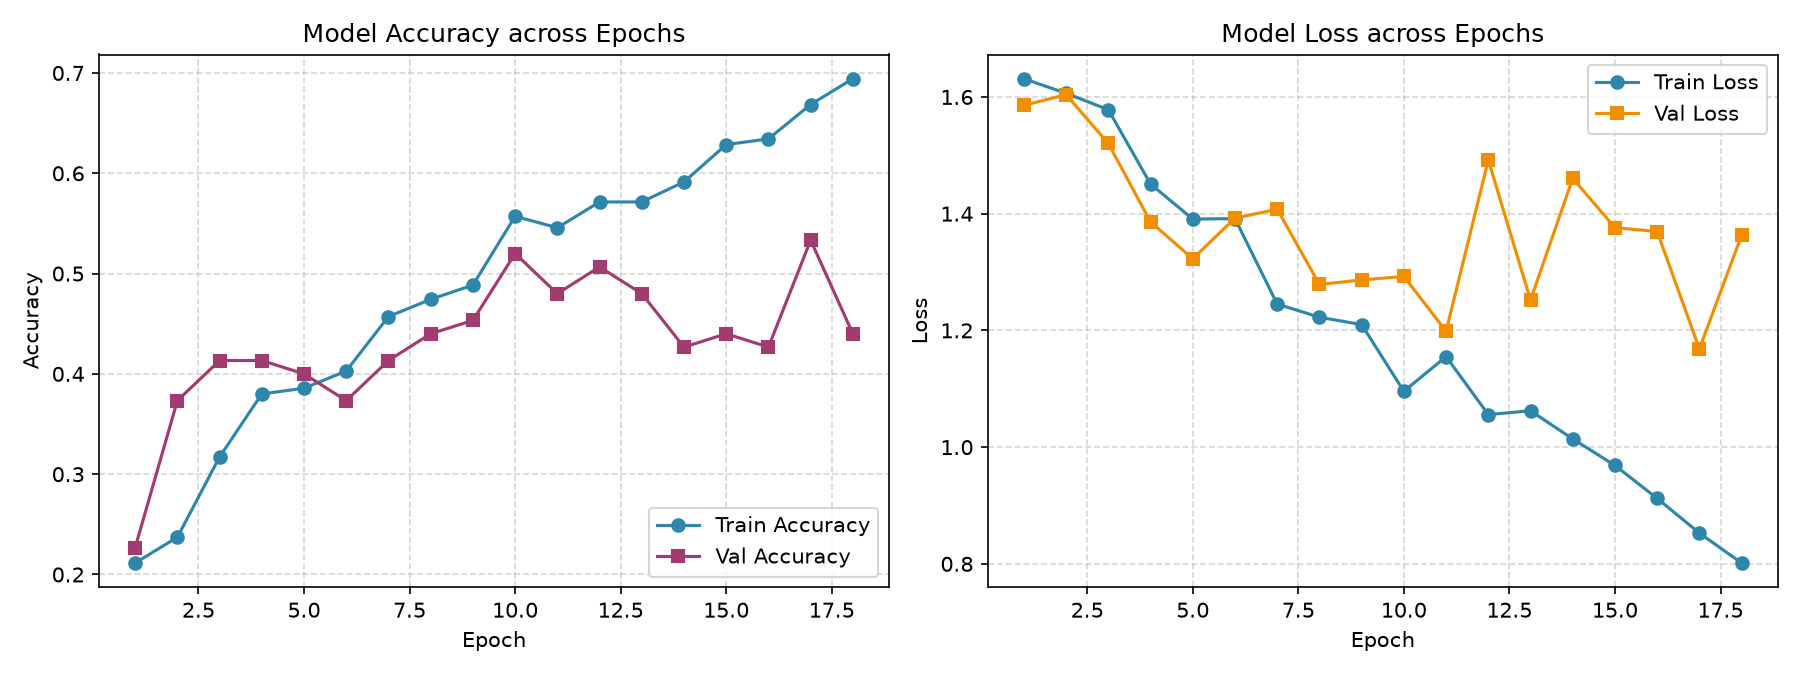 Model Accuracy across Epochs
Accuracy
0.7
0.6
0.5
0.4
0.3
0.2
2.5 5.0 7.5 10.0 12.5 15.0 17.5
Epoch
Train Accuracy
Val Accuracy
Model Loss across Epochs
Loss
1.6
1.4
1.2
1.0
0.8
2.5 5.0 7.5 10.0 12.5 15.0 17.5
Epoch
Train Loss
Val Loss